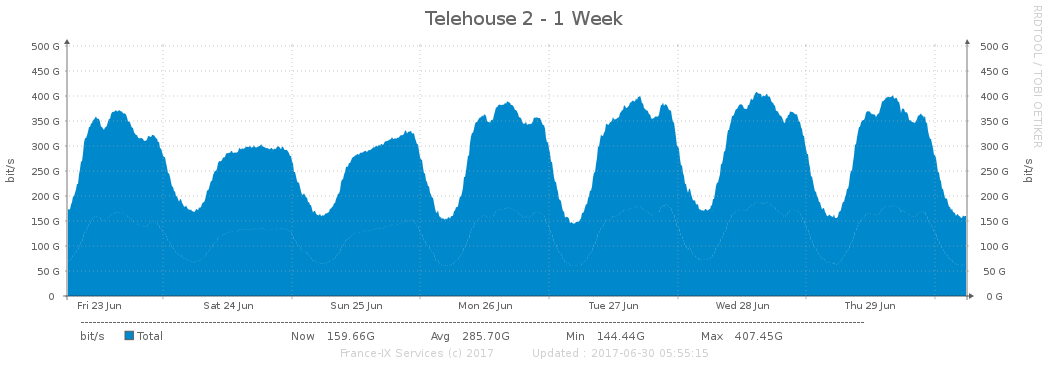 Telehouse 2 - 1 Week
RRDTOOL / TOBI OETIKER
bit/s
500 G
450 G
400 G
350 G
300 G
250 G
200 G
150 G
100 G
50 G
0
500 G
450 G
400 G
350 G
300 G
250 G
200 G
150 G
100 G
50 G
0 G
bit/s
Fri 23 Jun Sat 24 Jun Sun 25 Jun Mon 26 Jun Tue 27 Jun Wed 28 Jun Thu 29 Jun
bit/s Total Now 159.66G Avg 285.70G Min 144.44G Max 407.45G
France-IX Services (c) 2017 Updated : 2017-06-30 05:55:15